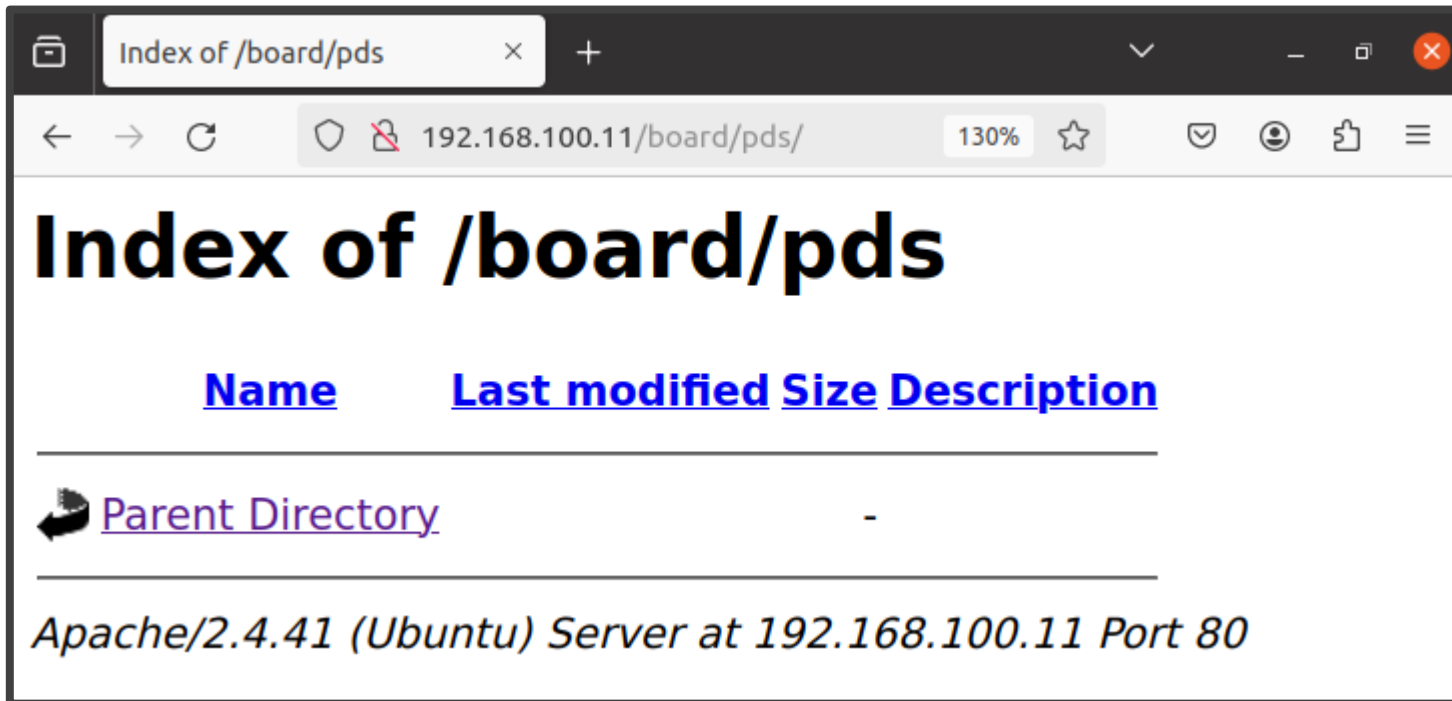 Index of /board/pds
192.168.100.11/board/pds/ 130%
Index of /board/pds
Name Last modified Size Description
Parent Directory -
Apache/2.4.41 (Ubuntu) Server at 192.168.100.11 Port 80